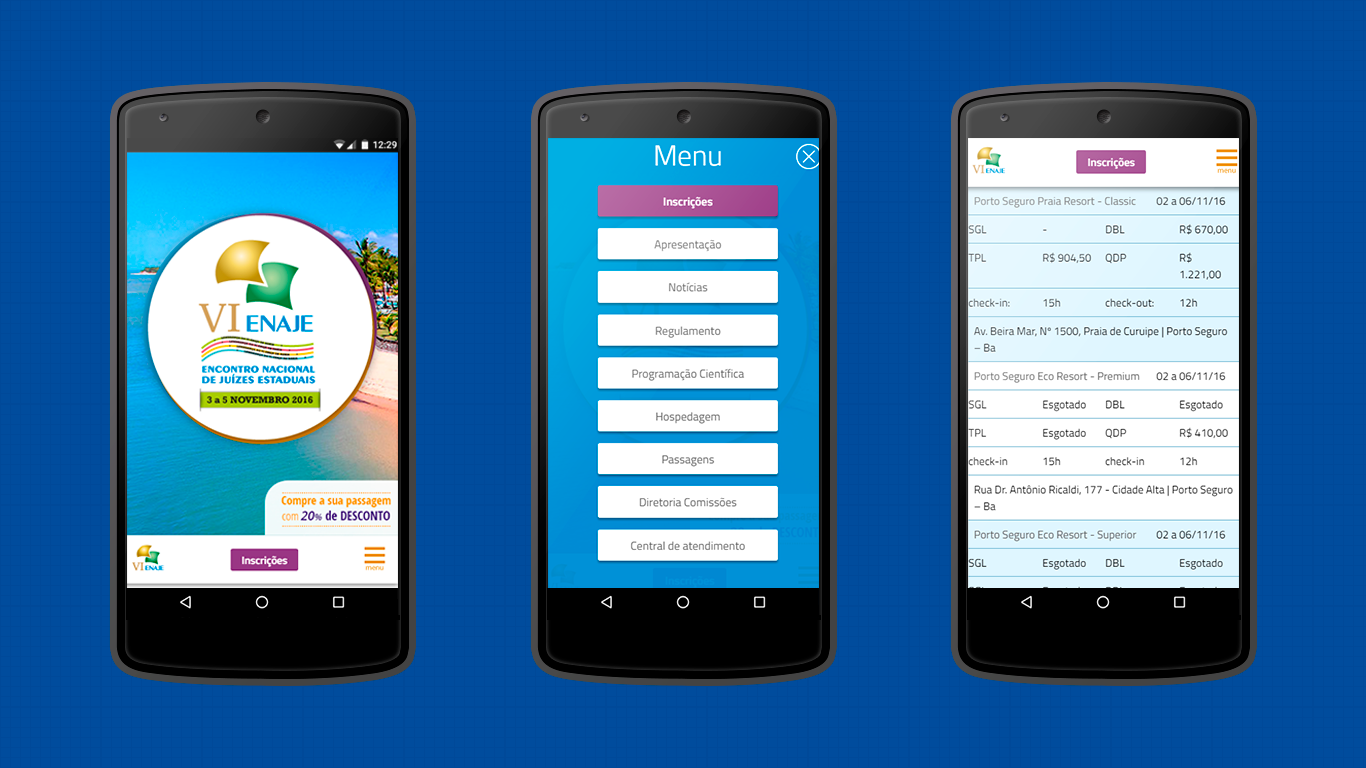 12:29
VI ENAJE
ENCONTRO NACIONAL
DE JUÍZES ESTADUAIS
3 a 5 NOVEMBRO 2016
Compre a sua passagem
com 20% de DESCONTO
VI ENAJE
Inscrições
menu
Menu
Inscrições
Apresentação
Notícias
Regulamento
Programação Científica
Hospedagem
Passagens
Diretoria Comissões
Central de atendimento
DESCONTO
Inscrições
VI ENAJE
Inscrições
menu
Porto Seguro Praia Resort - Classic 02 a 06/11/16
SGL - DBL R$ 670,00
TPL R$ 904,50 QDP R$
1.221,00
check-in: 15h check-out: 12h
Av. Beira Mar, Nº 1500, Praia de Curuipe | Porto Seguro
– Ba
Porto Seguro Eco Resort - Premium 02 a 06/11/16
SGL Esgotado DBL Esgotado
TPL Esgotado QDP R$ 410,00
check-in 15h check-in 12h
Rua Dr. Antônio Ricaldi, 177 - Cidade Alta | Porto Seguro
– Ba
Porto Seguro Eco Resort - Superior 02 a 06/11/16
SGL Esgotado DBL Esgotado